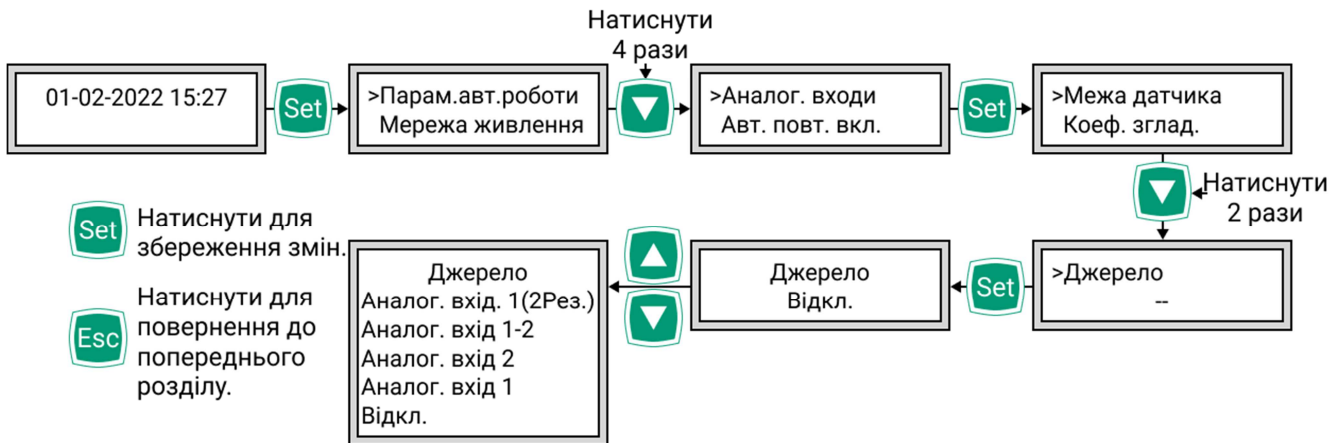 Натиснути
4 рази
01-02-2022 15:27
Set
>Парам.авт.роботи
Мережа живлення
>Аналог. входи
Авт. повт. вкл.
Set
>Межа датчика
Коеф. зглад.
Натиснути
2 рази
>Джерело
--
Set
Джерело
Відкл.
Джерело
Аналог. вхід. 1(2Рез.)
Аналог. вхід 1-2
Аналог. вхід 2
Аналог. вхід 1
Відкл.
Set
Натиснути для
збереження змін.
Esc
Натиснути для
повернення до
попереднього
розділу.